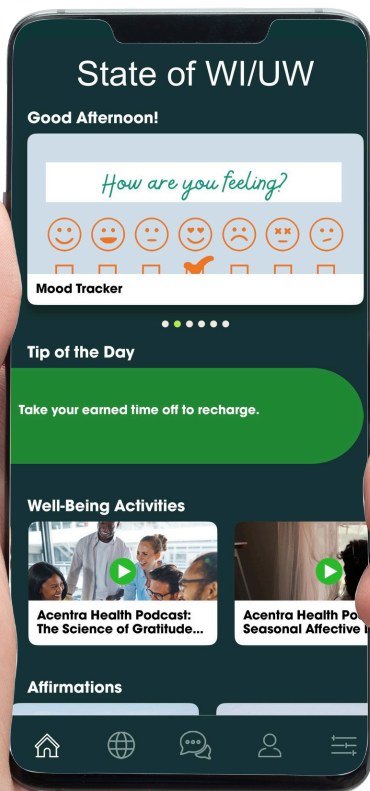 State of WI/UW
Good Afternoon!
How are you feeling?
Mood Tracker
Tip of the Day
Take your earned time off to recharge.
Well-Being Activities
Acentra Health Podcast:
The Science of Gratitude...
Acentra Health Po
Seasonal Affective
Affirmations